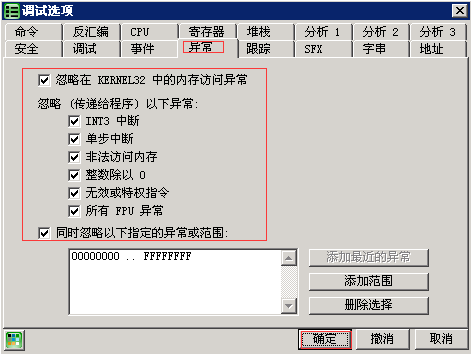 调试选项
命令 反汇编 CPU 寄存器 堆栈 分析 1 分析 2 分析 3
安全 调试 事件 异常 跟踪 SFX 字串 地址
忽略在 KERNEL32 中的内存访问异常
忽略 (传递给程序) 以下异常:
INT3 中断
单步中断
非法访问内存
整数除以 0
无效或特权指令
所有 FPU 异常
同时忽略以下指定的异常或范围:
00000000 .. FFFFFFFF
添加最近的异常
添加范围
删除选择
确定 撤消 取消